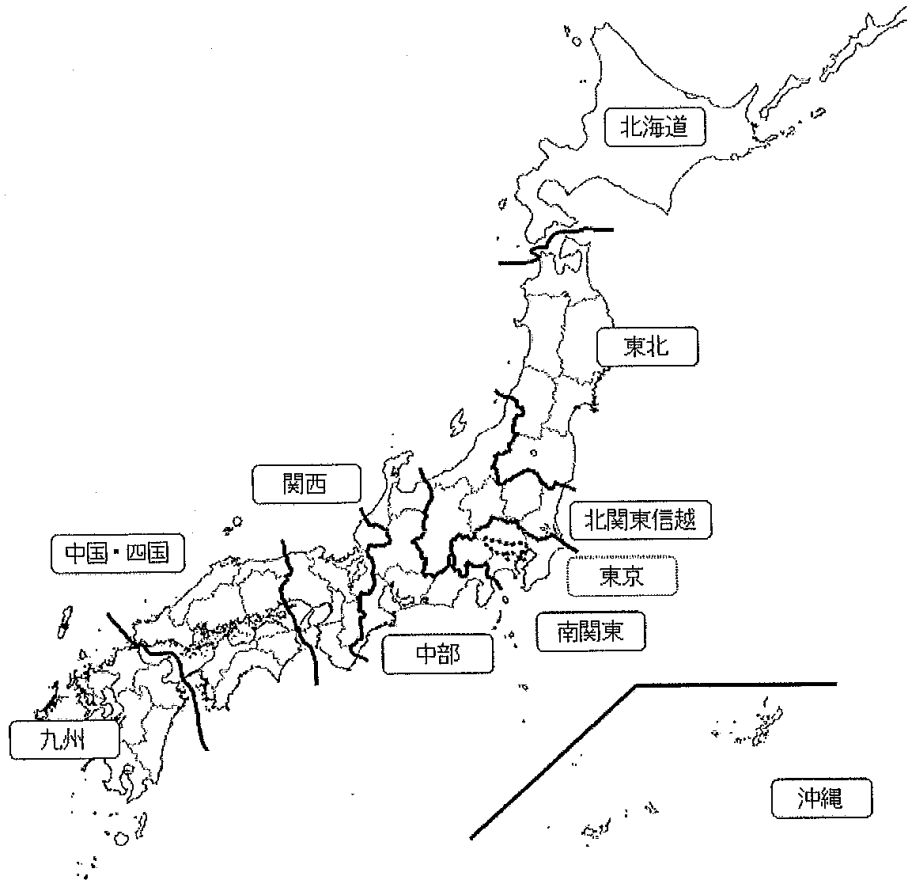 北海道
東北
関西
北関東信越
中国・四国
東京
南関東
中部
九州
沖縄